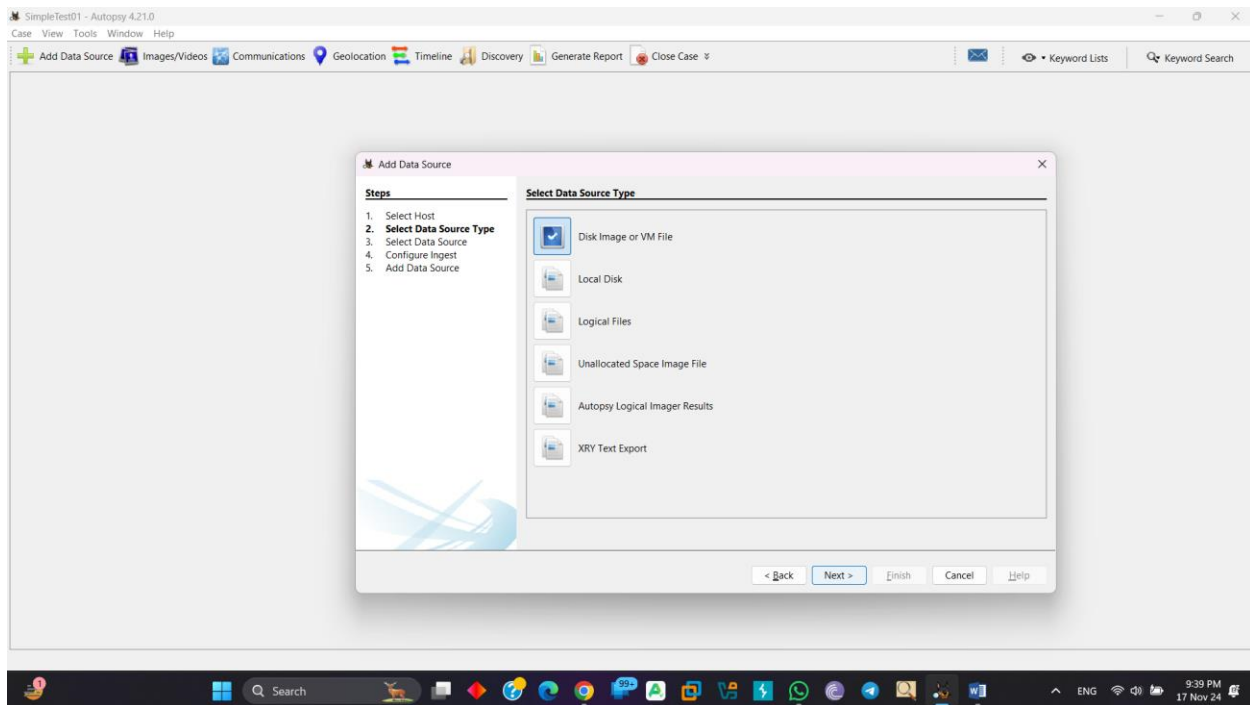 SimpleTest01 - Autopsy 4.21.0
Case View Tools Window Help
Add Data Source Images/Videos Communications Geolocation Timeline Discovery Generate Report Close Case Keyword Lists Keyword Search
Add Data Source
Steps
1. Select Host
2. Select Data Source Type
3. Select Data Source
4. Configure Ingest
5. Add Data Source
Select Data Source Type
Disk Image or VM File
Local Disk
Logical Files
Unallocated Space Image File
Autopsy Logical Imager Results
XRY Text Export
< Back Next > Finish Cancel Help
1
Search
99+
ENG
9:39 PM
17 Nov 24